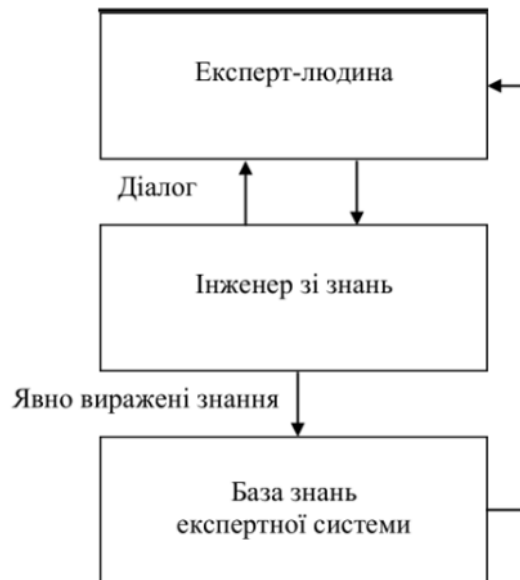 Експерт-людина
Діалог
Інженер зі знань
Явно виражені знання
База знань
експертної системи